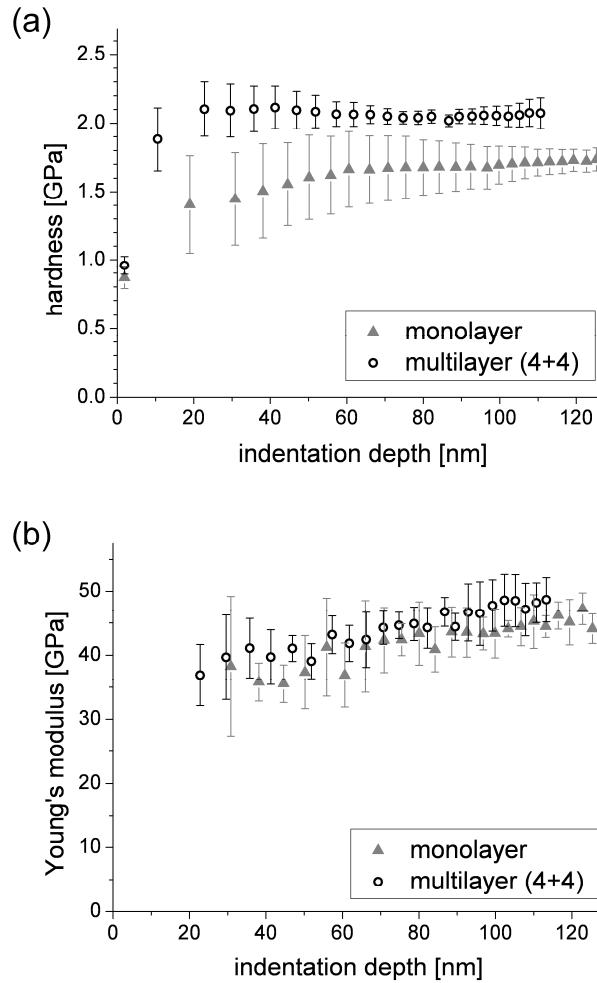 (a)
hardness [GPa]
2.5
2.0
1.5
1.0
0.5
0.0
monolayer
multilayer (4+4)
0 20 40 60 80 100 120
indentation depth [nm]
(b)
Young's modulus [GPa]
50
40
30
20
10
0
monolayer
multilayer (4+4)
0 20 40 60 80 100 120
indentation depth [nm]